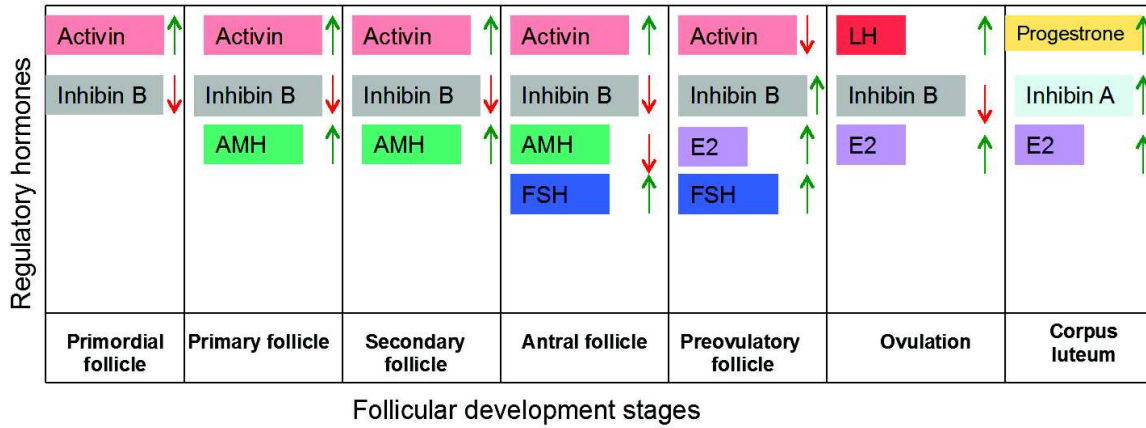 Regulatory hormones
Activin
Activin
Activin
Activin
Activin
LH
Progestrone
Inhibin B
Inhibin B
Inhibin B
Inhibin B
Inhibin B
Inhibin B
Inhibin A
AMH
AMH
AMH
E2
E2
E2
FSH
FSH
Primordial
follicle
Primary follicle
Secondary
follicle
Antral follicle
Preovulatory
follicle
Ovulation
Corpus
luteum
Follicular development stages